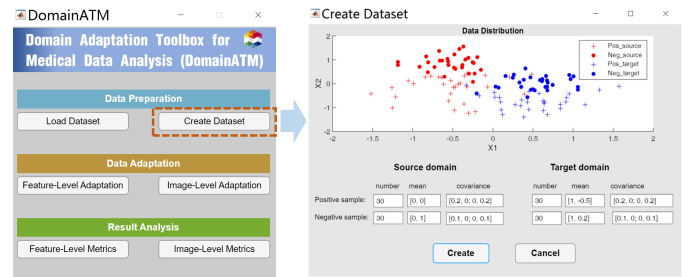 DomainATM
Domain Adaptation Toolbox for
Medical Data Analysis (DomainATM)
Data Preparation
Load Dataset
Create Dataset
Data Adaptation
Feature-Level Adaptation
Image-Level Adaptation
Result Analysis
Feature-Level Metrics
Image-Level Metrics
Create Dataset
Data Distribution
2
1
0
-1
-2
X2
-2 -1.5 -1 -0.5 0 0.5 1 1.5 2
X1
Pos_source
Neg_source
Pos_target
Neg_target
Source domain
Target domain
number mean covariance number mean covariance
Positive sample: 30 [0, 0] [0.2, 0; 0, 0.2] 30 [1, -0.5] [0.2, 0; 0, 0.2]
Negative sample: 30 [0, 1] [0.1, 0; 0, 0.1] 30 [1, 0.2] [0.1, 0; 0, 0.1]
Create
Cancel